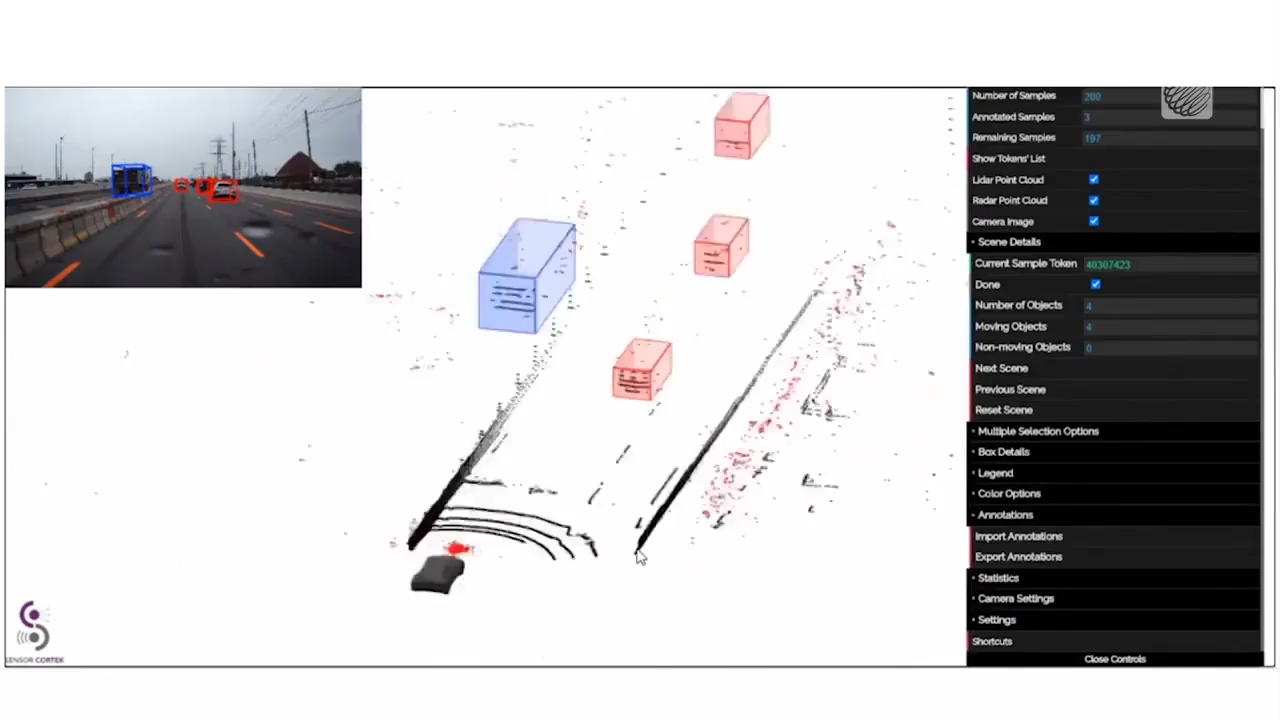 Number of Samples 200
Annotated Samples 3
Remaining Samples 197
Show Tokens' List
Lidar Point Cloud
Radar Point Cloud
Camera Image
Scene Details
Current Sample Token 40307423
Done
Number of Objects 4
Moving Objects 4
Non-moving Objects 0
Next Scene
Previous Scene
Reset Scene
Multiple Selection Options
Box Details
Legend
Color Options
Annotations
Import Annotations
Export Annotations
Statistics
Camera Settings
Settings
Shortcuts
Close Controls
SENSOR CORTEK